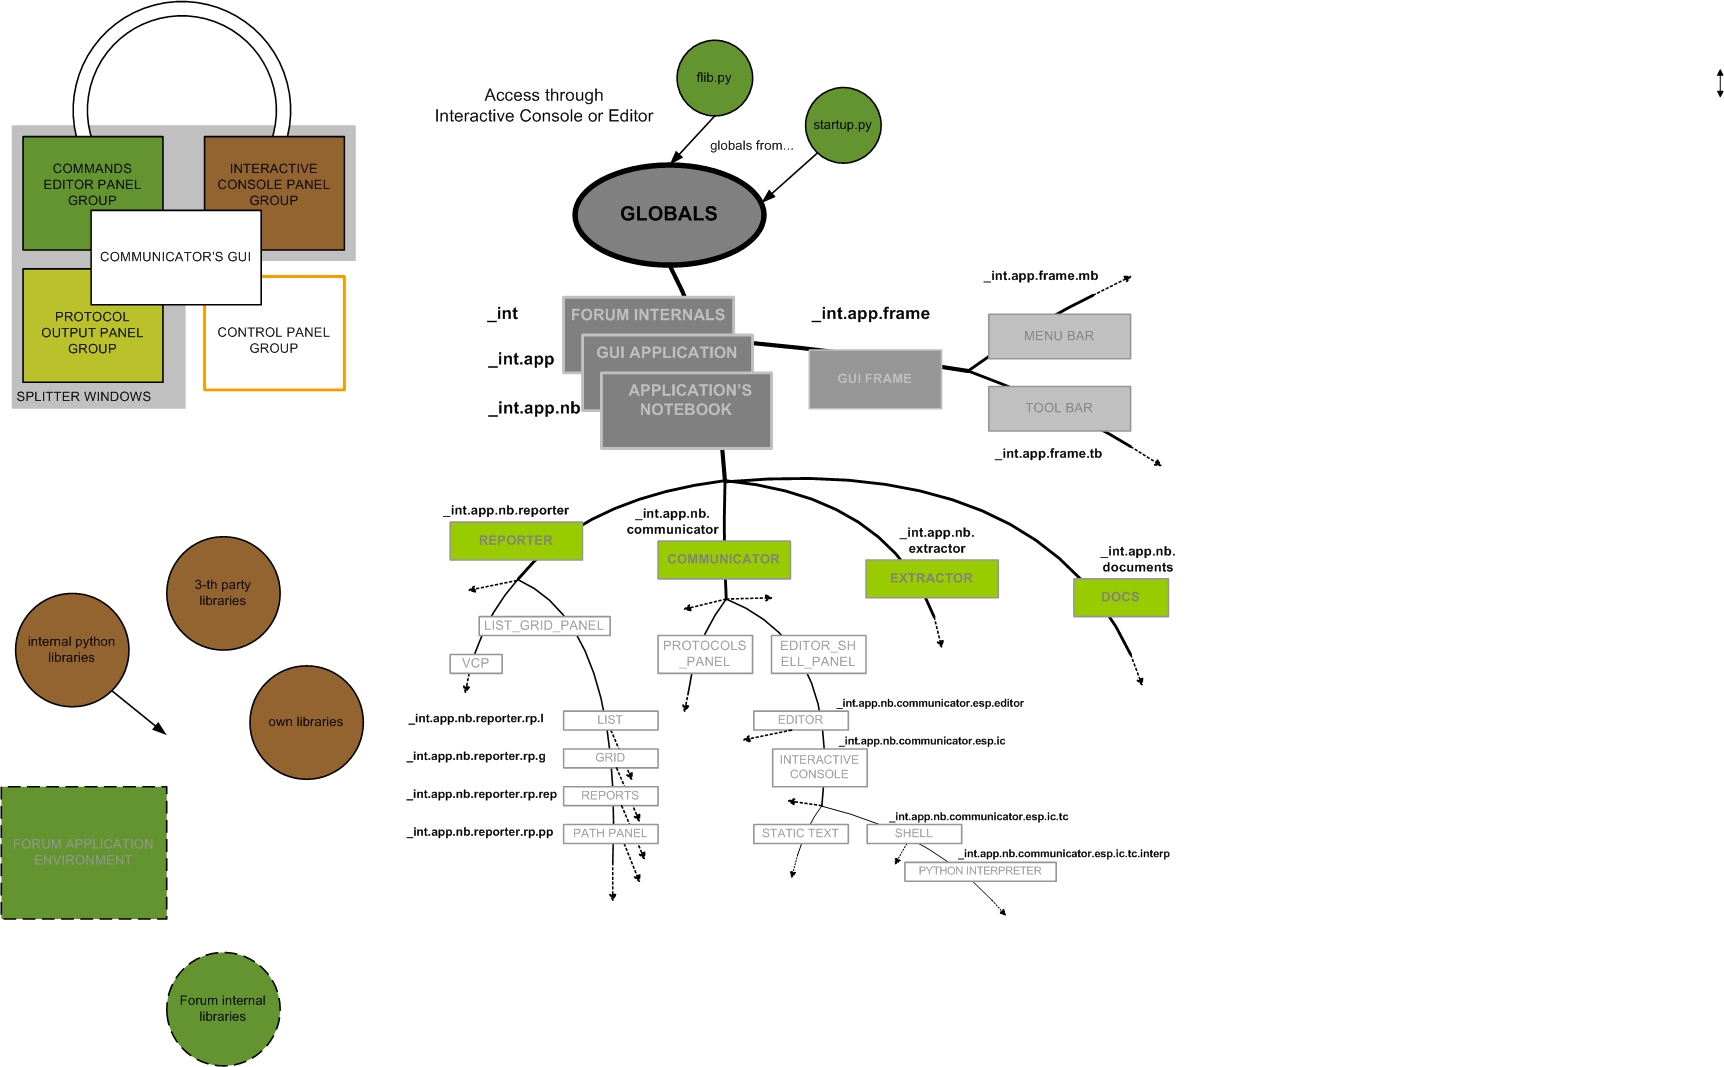 COMMANDS
EDITOR PANEL
GROUP
INTERACTIVE
CONSOLE PANEL
GROUP
COMMUNICATOR'S GUI
PROTOCOL
OUTPUT PANEL
GROUP
CONTROL PANEL
GROUP
SPLITTER WINDOWS
Access through
Interactive Console or Editor
flib.py
startup.py
globals from...
GLOBALS
_int
FORUM INTERNALS
_int.app
GUI APPLICATION
_int.app.nb
APPLICATION'S
NOTEBOOK
_int.app.frame
GUI FRAME
_int.app.frame.mb
MENU BAR
TOOL BAR
_int.app.frame.tb
_int.app.nb.reporter
REPORTER
_int.app.nb.
communicator
COMMUNICATOR
_int.app.nb.
extractor
EXTRACTOR
_int.app.nb.
documents
DOCS
LIST_GRID_PANEL
VCP
PROTOCOLS
_PANEL
EDITOR_SH
ELL_PANEL
_int.app.nb.reporter.rp.l
LIST
_int.app.nb.reporter.rp.g
GRID
_int.app.nb.reporter.rp.rep
REPORTS
_int.app.nb.reporter.rp.pp
PATH PANEL
_int.app.nb.communicator.esp.editor
EDITOR
_int.app.nb.communicator.esp.ic
INTERACTIVE
CONSOLE
STATIC TEXT
_int.app.nb.communicator.esp.ic.tc
SHELL
_int.app.nb.communicator.esp.ic.tc.interp
PYTHON INTERPRETER
3-th party
libraries
internal python
libraries
own libraries
FORUM APPLICATION
ENVIRONMENT
Forum internal
libraries